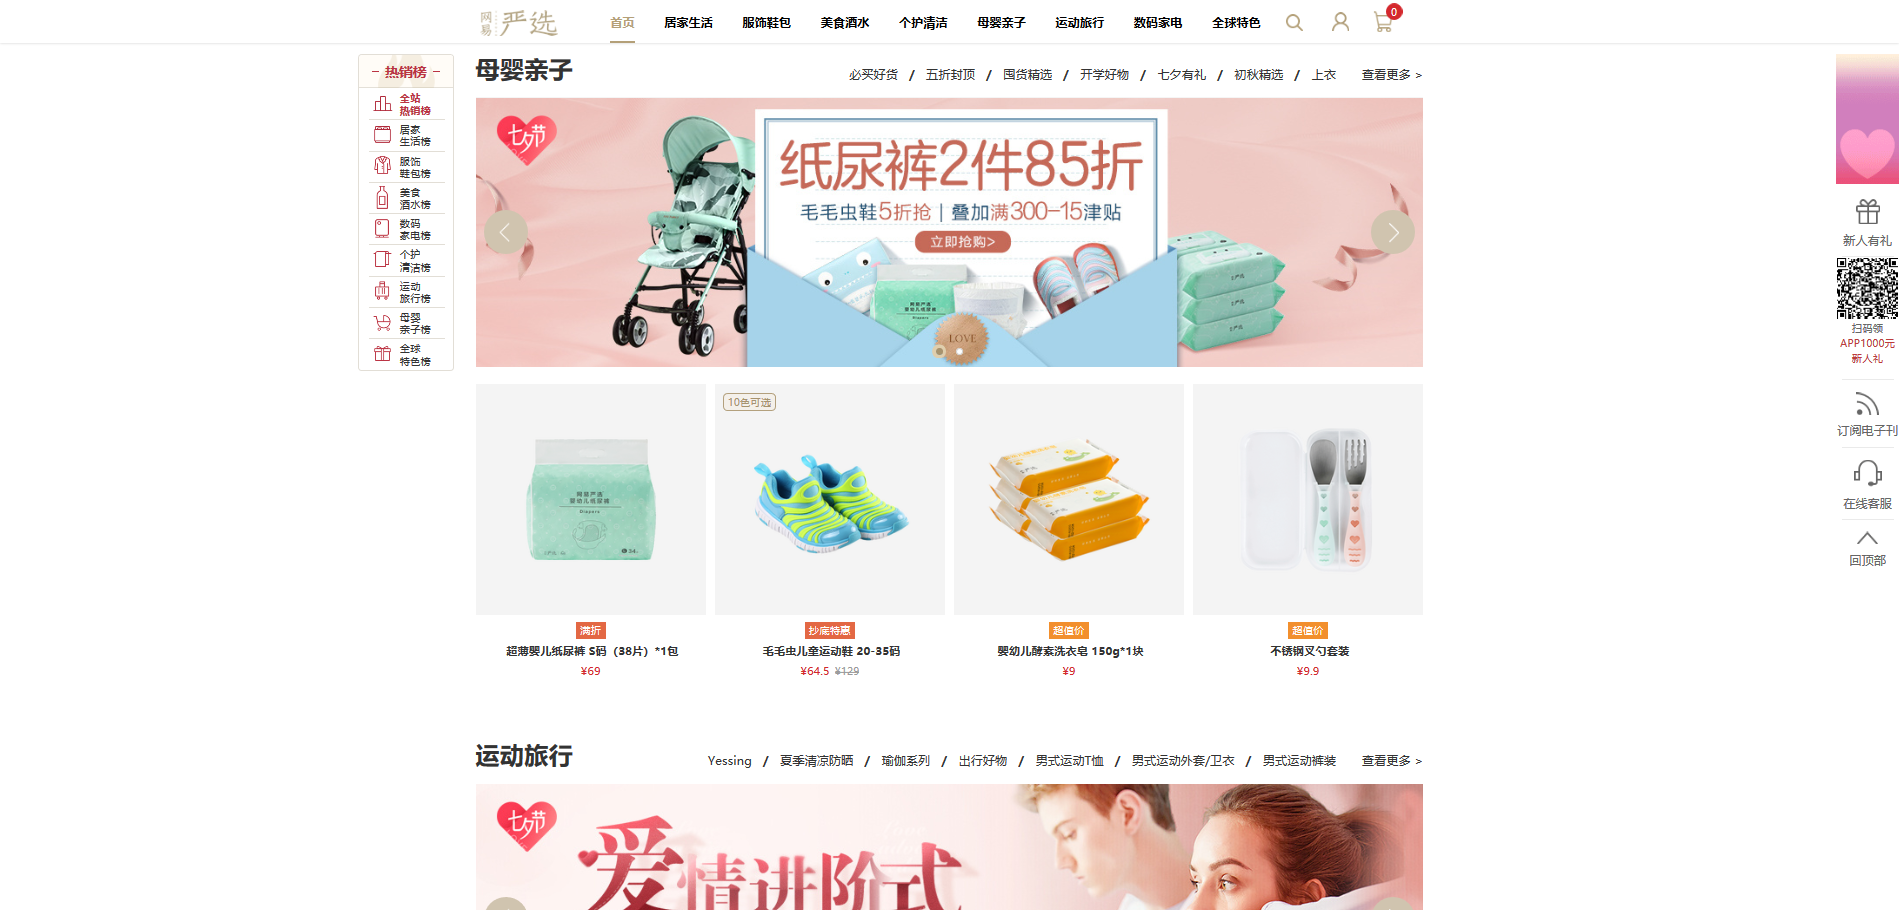 网易严选
首页 居家生活 服饰鞋包 美食酒水 个护清洁 母婴亲子 运动旅行 数码家电 全球特色
0
热销榜
全站
热销榜
居家
生活榜
服饰
鞋包榜
美食
酒水榜
数码
家电榜
个护
清洁榜
运动
旅行榜
母婴
亲子榜
全球
特色榜
母婴亲子
必买好货 / 五折封顶 / 囤货精选 / 开学好物 / 七夕有礼 / 初秋精选 / 上衣 查看更多 >
七夕节
纸尿裤2件85折
毛毛虫鞋5折抢 | 叠加满300-15津贴
立即抢购>
LOVE
10色可选
网易严选
婴幼儿纸尿裤
Diapers
满折
超薄婴儿纸尿裤 S码（38片）*1包
¥69
抄底特惠
毛毛虫儿童运动鞋 20-35码
¥64.5 ¥129
超值价
婴幼儿酵素洗衣皂 150g*1块
¥9
超值价
不锈钢叉勺套装
¥9.9
运动旅行
Yessing / 夏季清凉防晒 / 瑜伽系列 / 出行好物 / 男式运动T恤 / 男式运动外套/卫衣 / 男式运动裤装 查看更多 >
七夕节
爱情进阶式
新人有礼
扫码领
APP1000元
新人礼
订阅电子刊
在线客服
回顶部